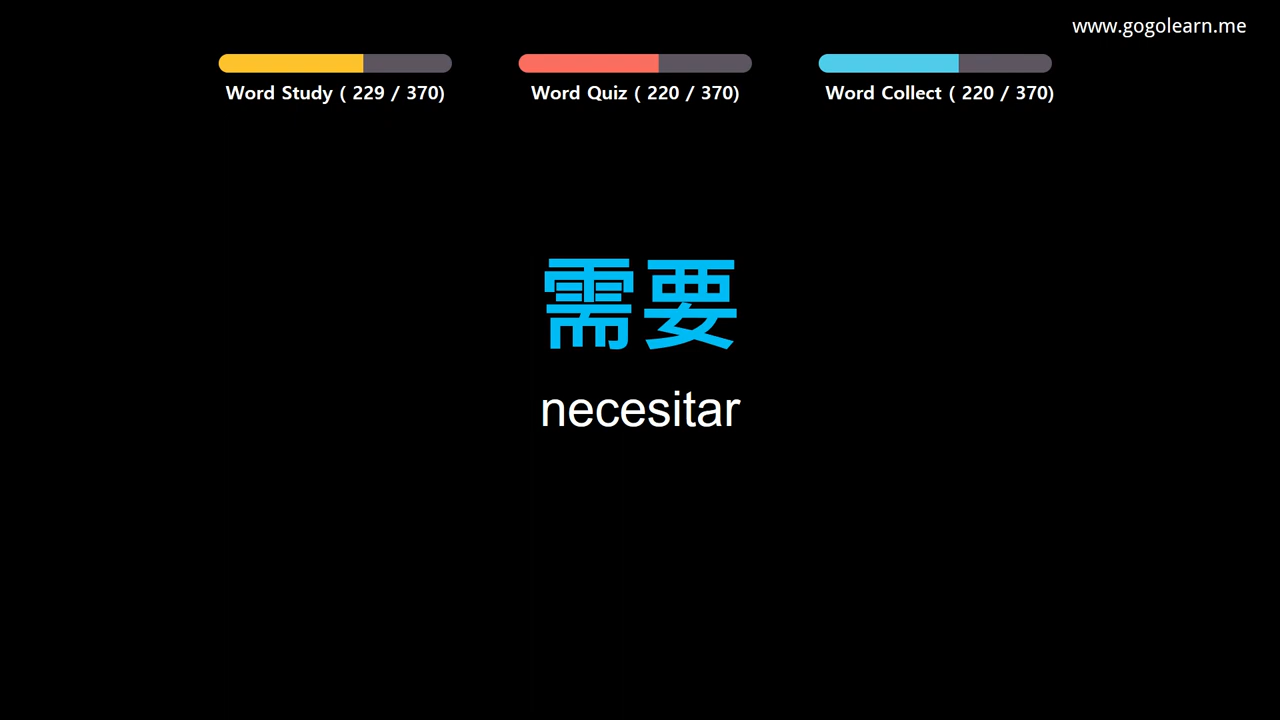 www.gogolearn.me
Word Study ( 229 / 370)
Word Quiz ( 220 / 370)
Word Collect ( 220 / 370)
需要
necesitar